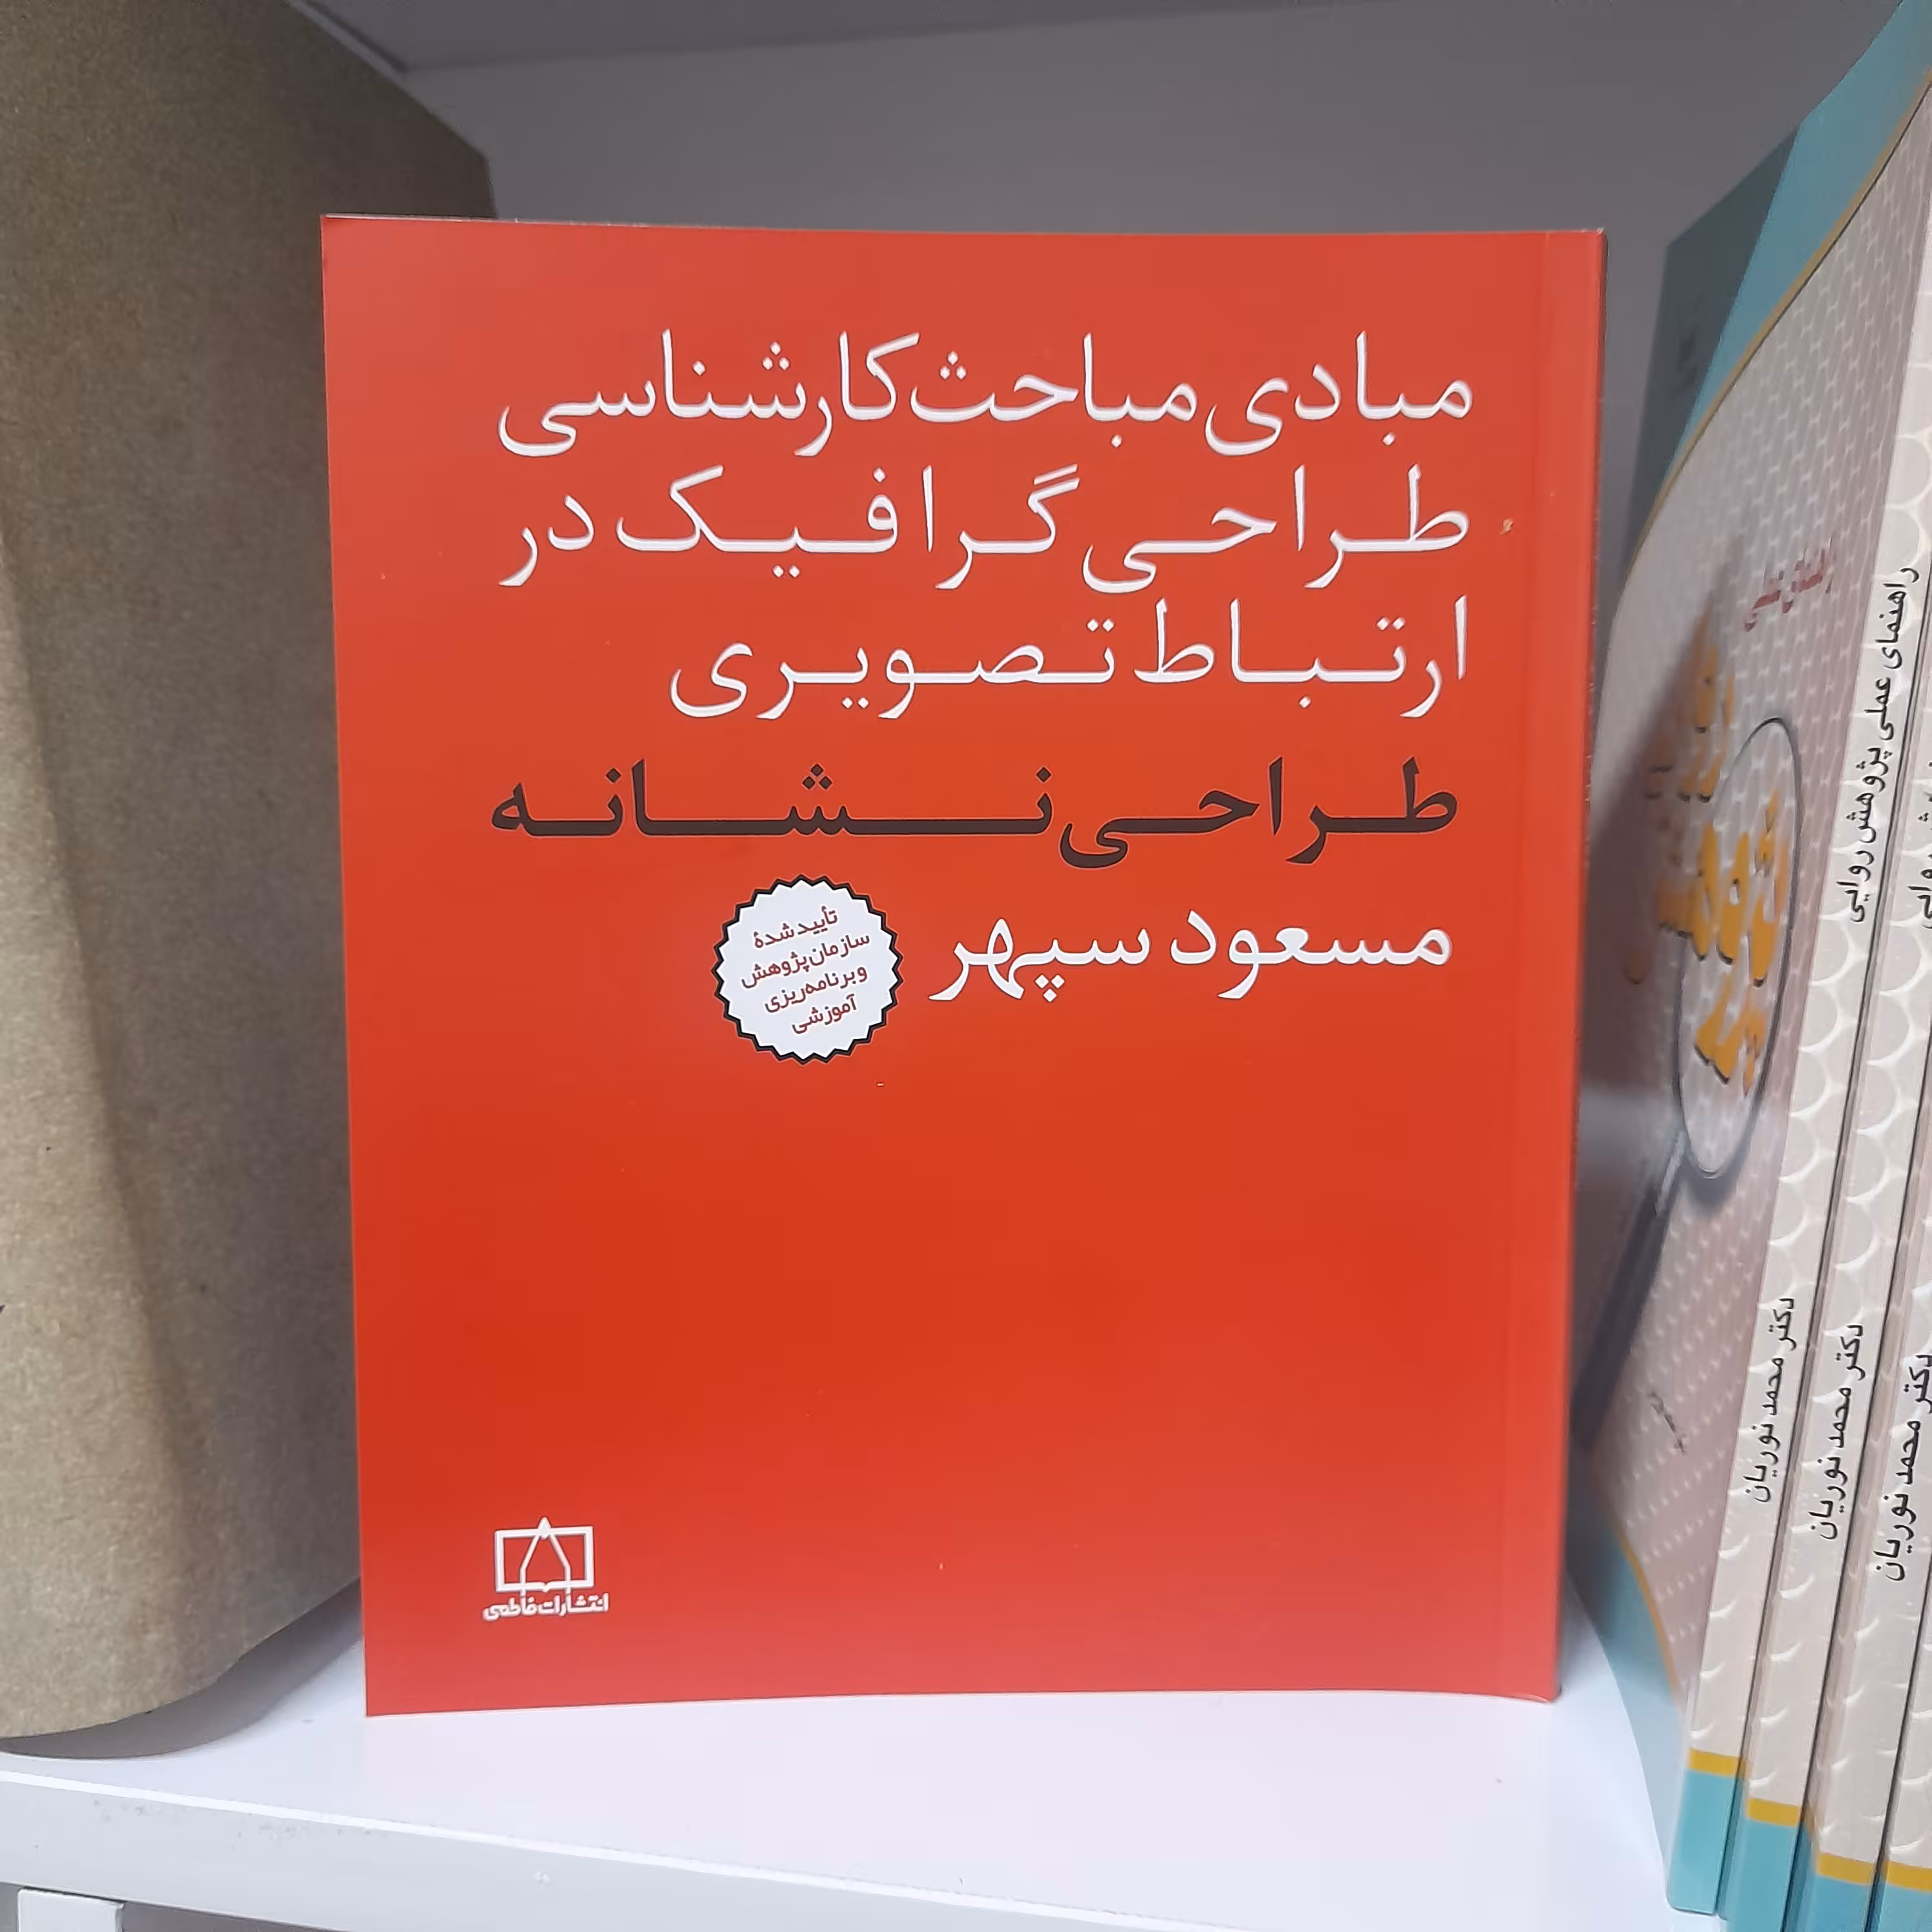 مبادی مباحث کارشناسی
طراحی گرافیک در
ارتباط تصویری
طراحی نشانه
مسعود سپهر
تأیید شدهٔ
سازمان پژوهش
و برنامه‌ریزی
آموزشی
انتشارات فاطمی
راهنمای عملی پژوهش روایی
دکتر محمد نوریان
دکتر محمد نوریان
دکتر محمد نوریان